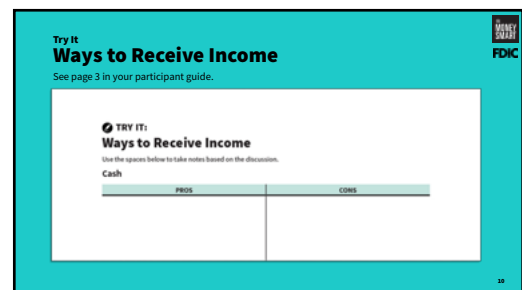 Try It
Ways to Receive Income
See page 3 in your participant guide.
MONEY
SMART
FDIC
TRY IT:
Ways to Receive Income
Use the spaces below to take notes based on the discussion.
Cash
PROS CONS
10